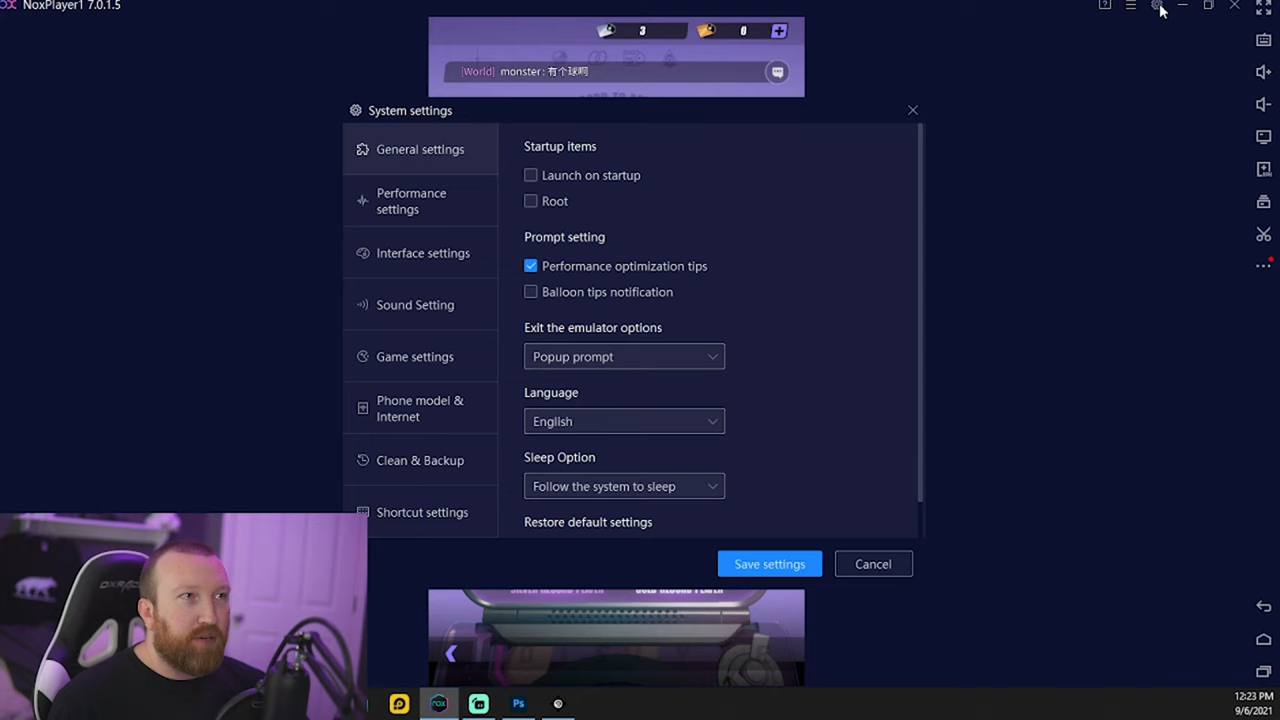 NoxPlayer1 7.0.1.5
3
0
[World] monster: 有个球啊
System settings
General settings
Startup items
Launch on startup
Root
Performance
settings
Prompt setting
Interface settings
Performance optimization tips
Balloon tips notification
Sound Setting
Exit the emulator options
Game settings
Popup prompt
Phone model &
Internet
Language
English
Clean & Backup
Sleep Option
Follow the system to sleep
Shortcut settings
Restore default settings
Save settings
Cancel
DXRACER
nox
Ps
12:23 PM
9/6/2021